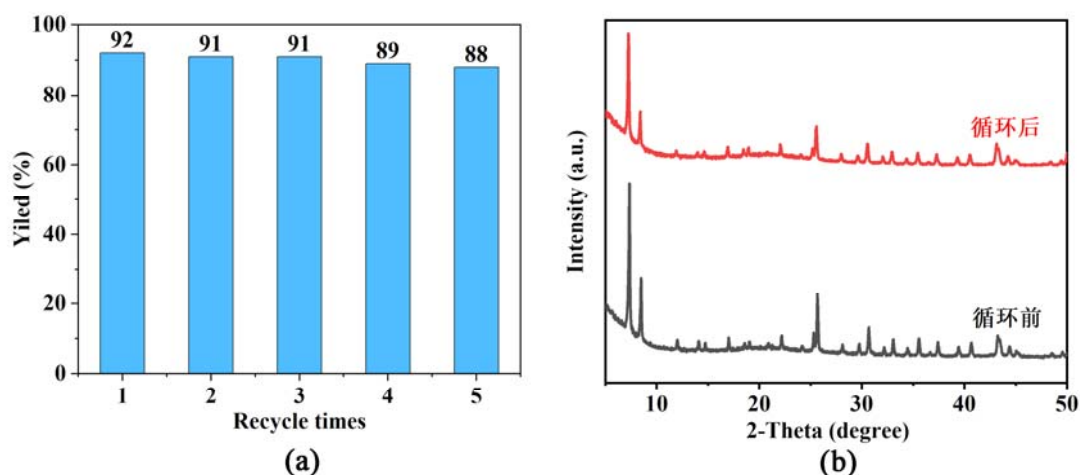 100
80
60
40
20
0
Yiled (%)
92
91
91
89
88
1 2 3 4 5
Recycle times
(a)
Intensity (a.u.)
循环后
循环前
10 20 30 40 50
2-Theta (degree)
(b)